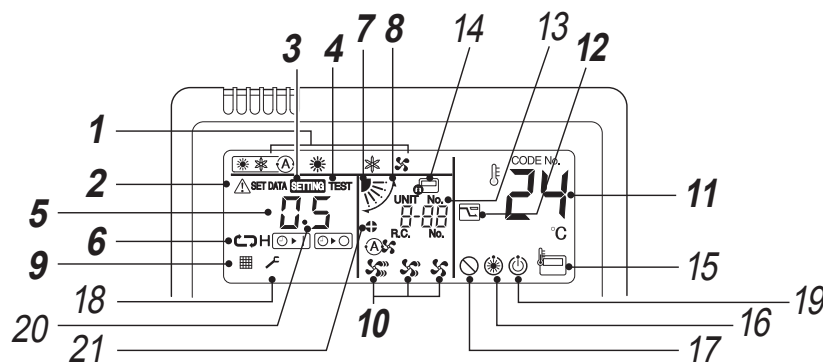 3 4 7 8 14 13 12
1
CODE No.
2 SET DATA SETTING TEST UNIT No. 24 11
5 0.5 8-88
R.C. No. °C
6 H
A
9 15
18 19
20 10 16
21 17